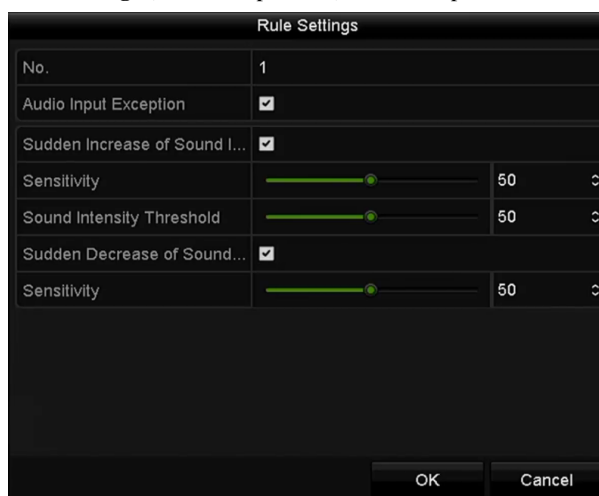 Rule Settings
No. 1
Audio Input Exception
Sudden Increase of Sound I...
Sensitivity 50
Sound Intensity Threshold 50
Sudden Decrease of Sound...
Sensitivity 50
OK Cancel